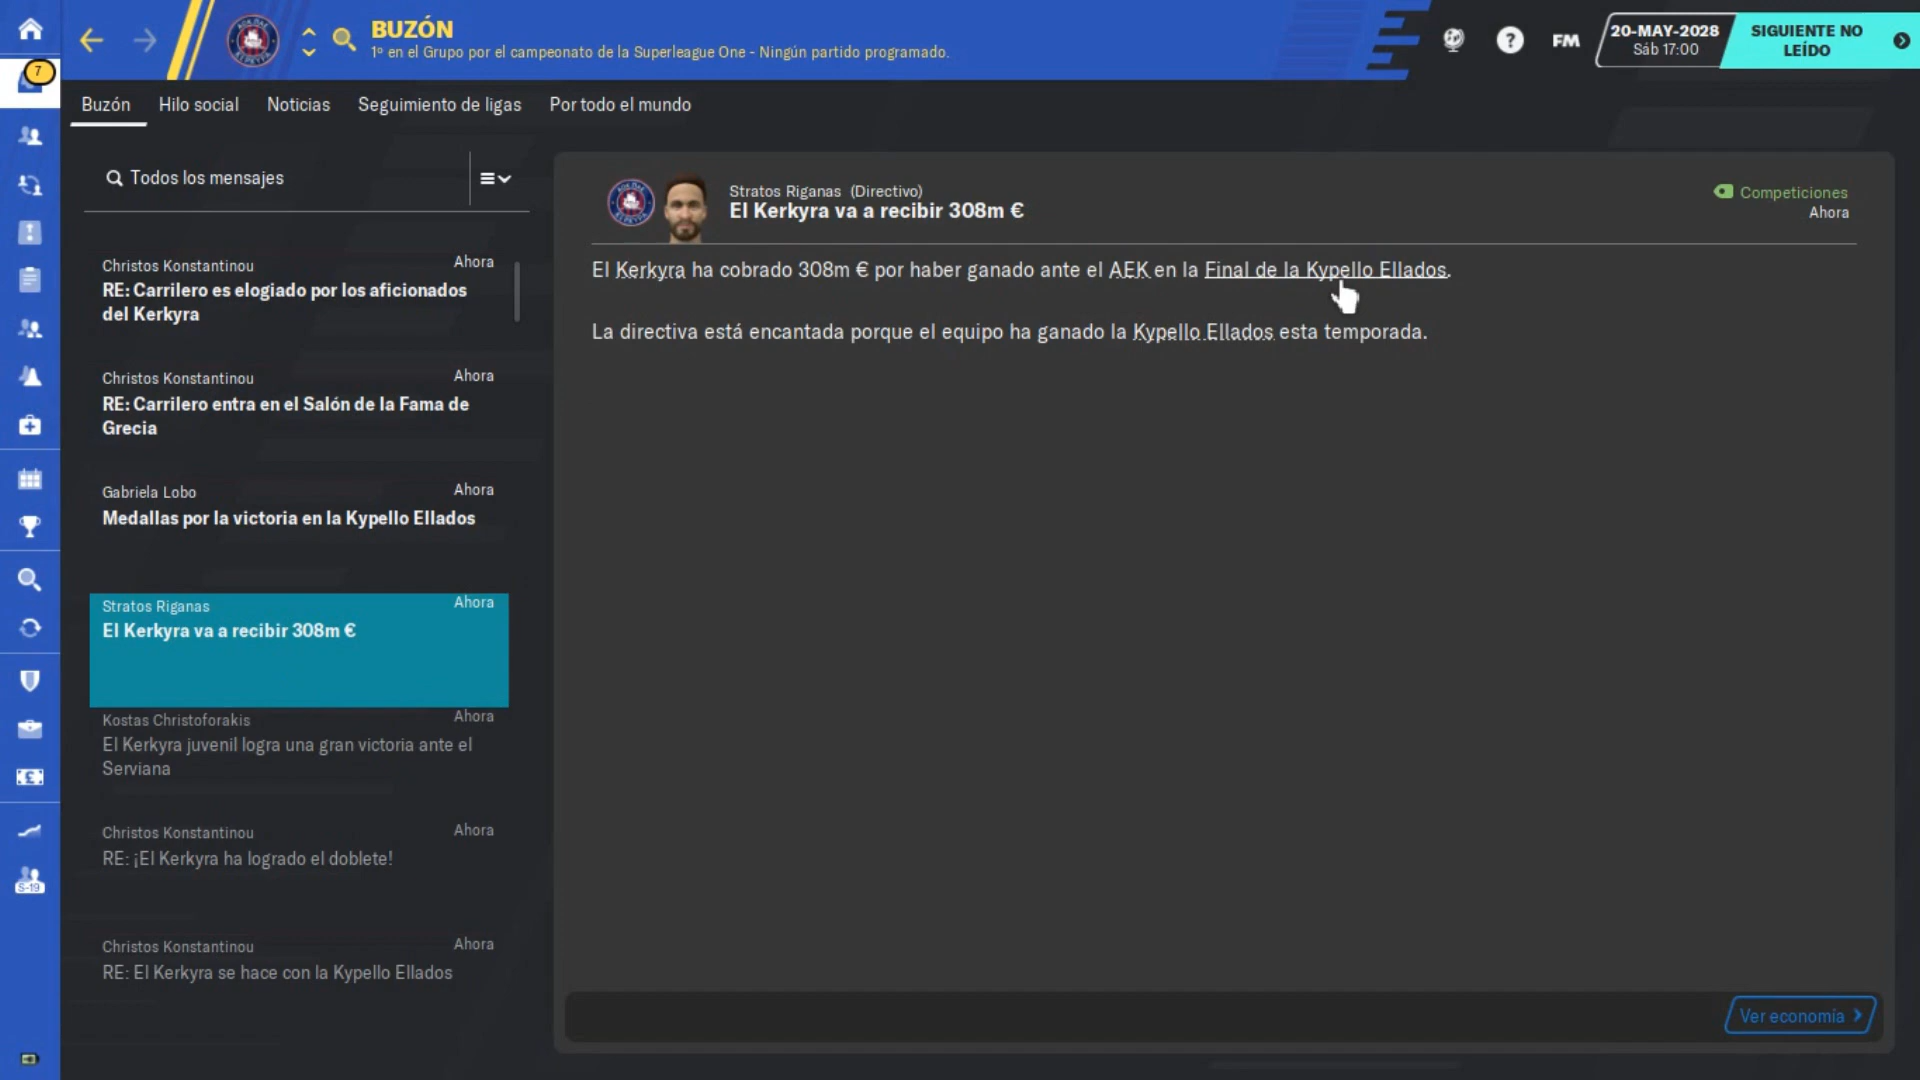 BUZÓN
1º en el Grupo por el campeonato de la Superleague One - Ningún partido programado.
FM
20-MAY-2028
Sáb 17:00
SIGUIENTE NO
LEÍDO
7
Buzón
Hilo social
Noticias
Seguimiento de ligas
Por todo el mundo
Todos los mensajes
Christos Konstantinou
Ahora
RE: Carrilero es elogiado por los aficionados
del Kerkyra
Christos Konstantinou
Ahora
RE: Carrilero entra en el Salón de la Fama de
Grecia
Gabriela Lobo
Ahora
Medallas por la victoria en la Kypello Ellados
Stratos Riganas
Ahora
El Kerkyra va a recibir 308m €
Kostas Christoforakis
Ahora
El Kerkyra juvenil logra una gran victoria ante el
Serviana
Christos Konstantinou
Ahora
RE: ¡El Kerkyra ha logrado el doblete!
Christos Konstantinou
Ahora
RE: El Kerkyra se hace con la Kypello Ellados
S-19
Stratos Riganas (Directivo)
El Kerkyra va a recibir 308m €
Competiciones
Ahora
El Kerkyra ha cobrado 308m € por haber ganado ante el AEK en la Final de la Kypello Ellados.
La directiva está encantada porque el equipo ha ganado la Kypello Ellados esta temporada.
Ver economía